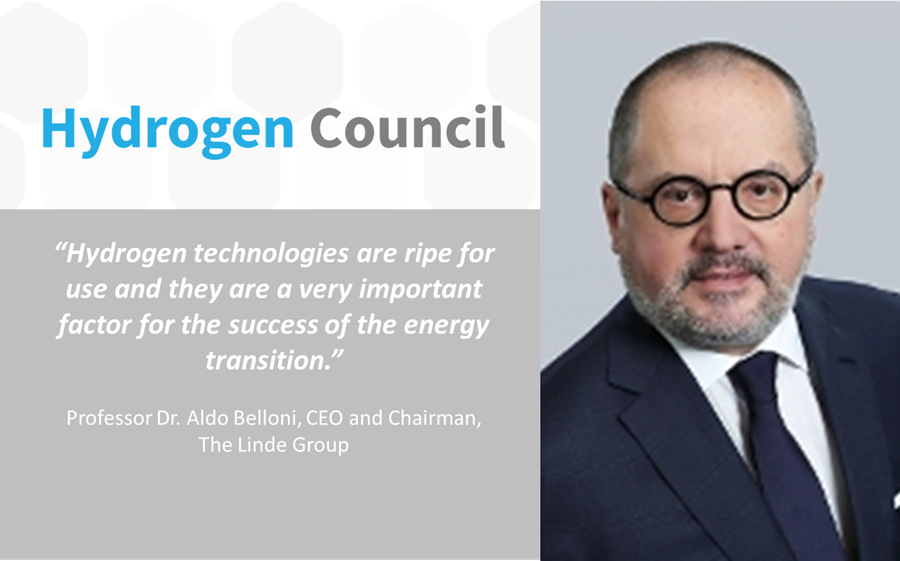 Hydrogen Council
“Hydrogen technologies are ripe for
use and they are a very important
factor for the success of the energy
transition.”
Professor Dr. Aldo Belloni, CEO and Chairman,
The Linde Group